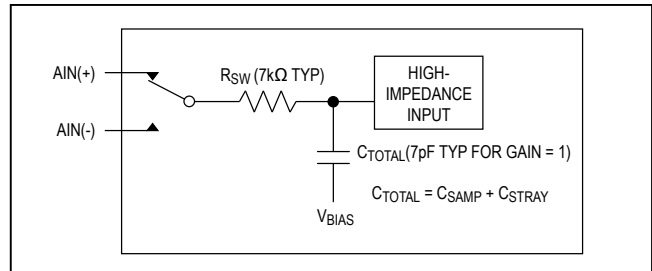 AIN(+)
RSW (7kΩ TYP)
HIGH-
IMPEDANCE
INPUT
AIN(-)
CTOTAL(7pF TYP FOR GAIN = 1)
CTOTAL = CSAMP + CSTRAY
VBIAS